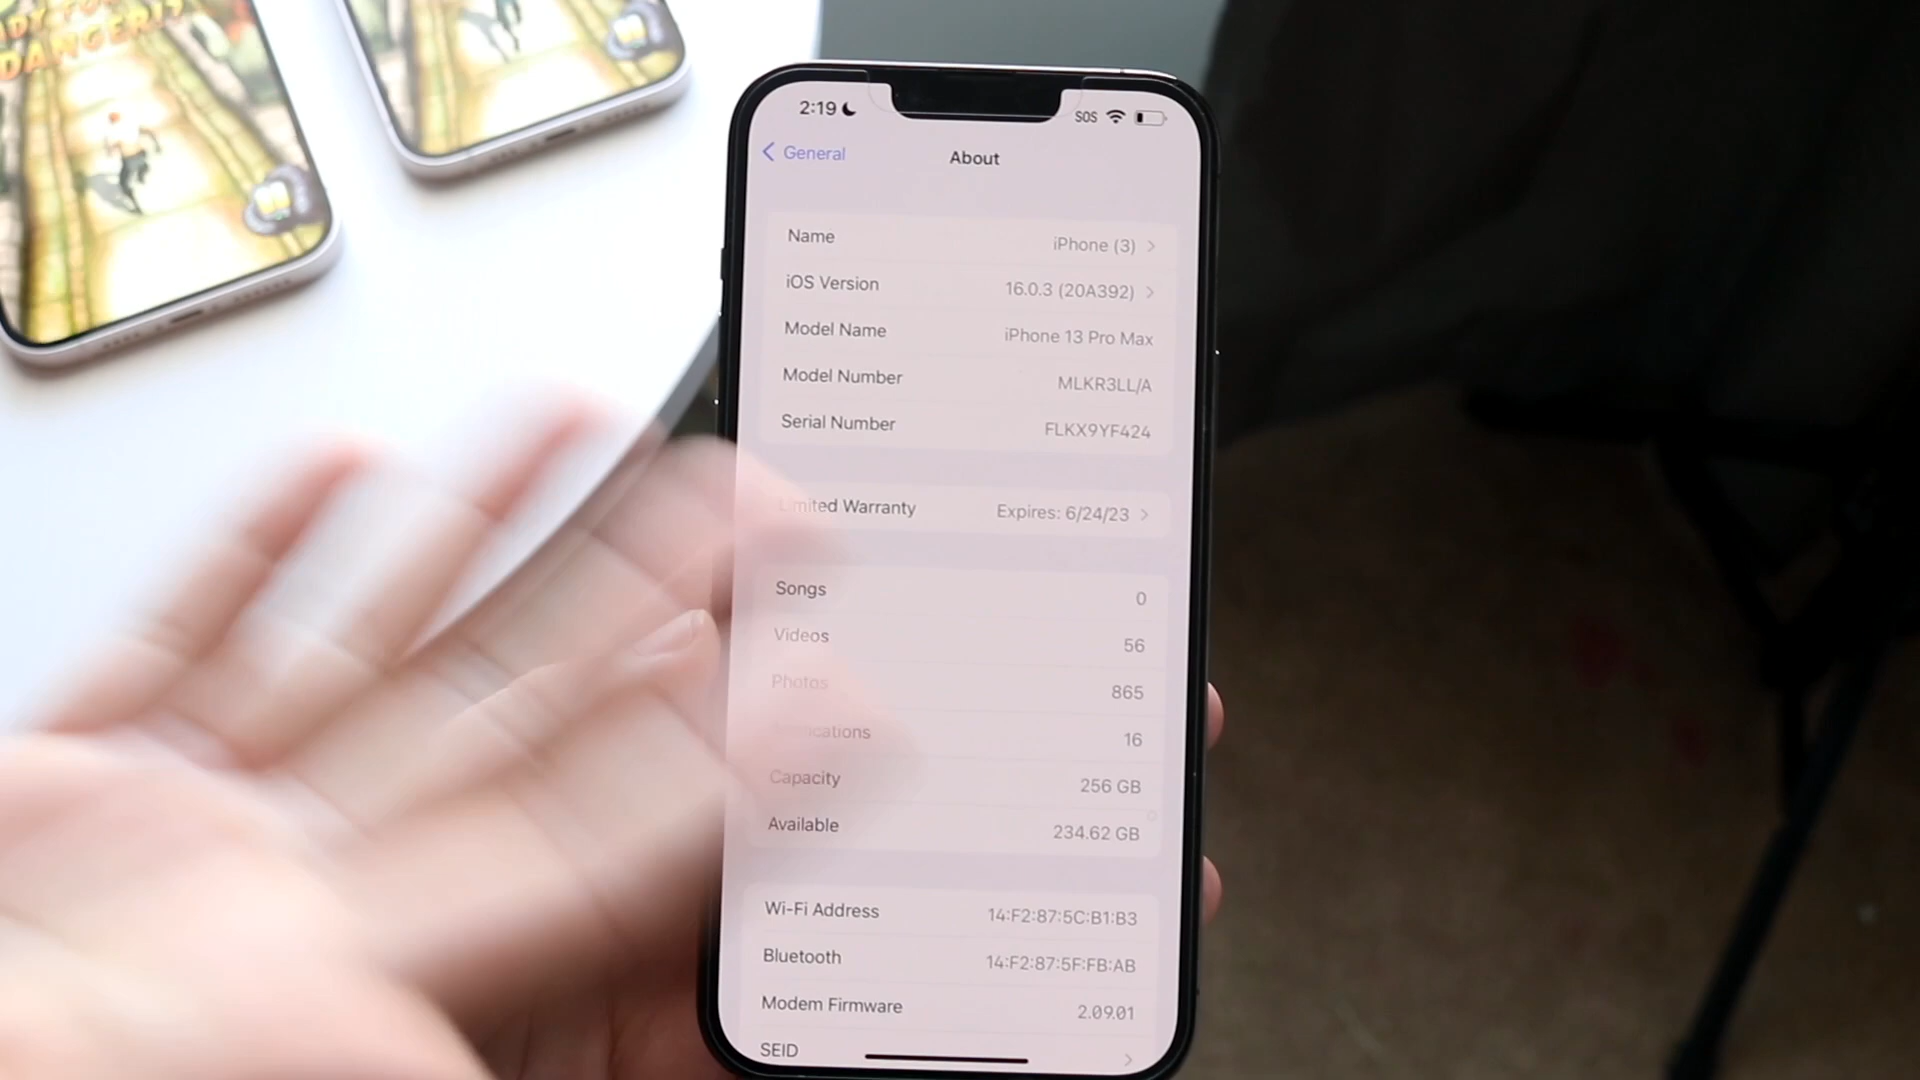 DANGER!?
2:19
SOS
General
About
Name
iPhone (3)
iOS Version
16.0.3 (20A392)
Model Name
iPhone 13 Pro Max
Model Number
MLKR3LL/A
Serial Number
FLKX9YF424
Limited Warranty
Expires: 6/24/23
Songs
0
Videos
56
Photos
865
16
Capacity
256 GB
Available
234.62 GB
Wi-Fi Address
14:F2:87:5C:B1:B3
Bluetooth
14:F2:87:5F:FB:AB
Modem Firmware
2.09.01
SEID